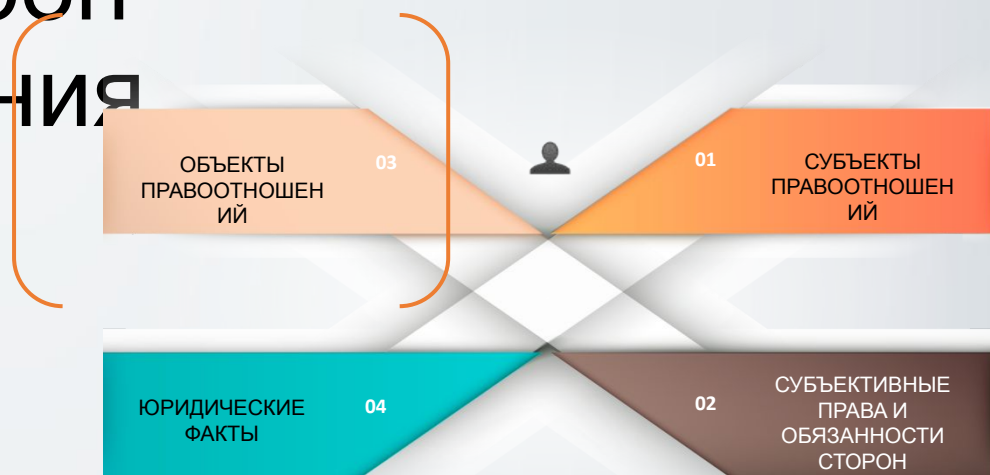 ОБЪЕКТЫ
ПРАВООТНОШЕН
ИЙ
03
01
СУБЪЕКТЫ
ПРАВООТНОШЕН
ИЙ
ЮРИДИЧЕСКИЕ
ФАКТЫ
04
02
СУБЪЕКТИВНЫЕ
ПРАВА И
ОБЯЗАННОСТИ
СТОРОН